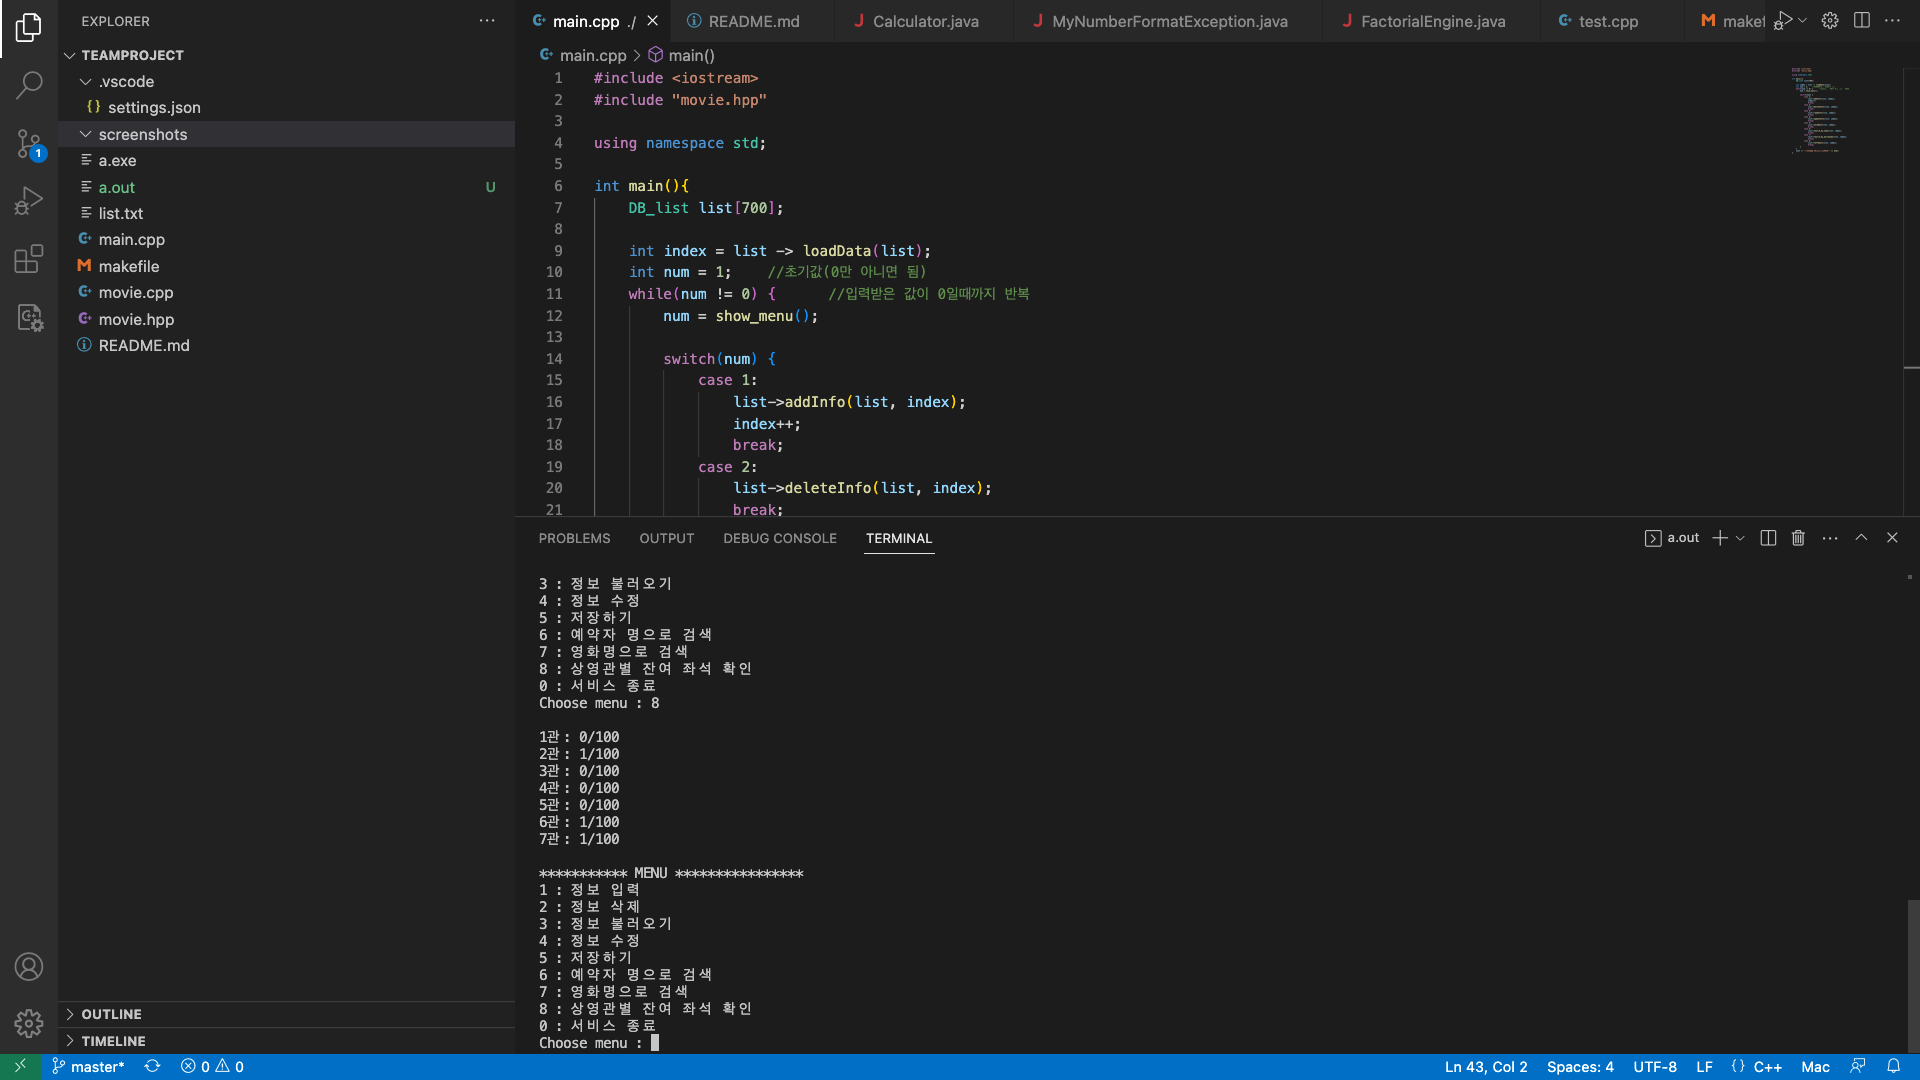 EXPLORER
TEAMPROJECT
.vscode
{} settings.json
screenshots
a.exe
a.out U
list.txt
main.cpp
makefile
movie.cpp
movie.hpp
README.md
OUTLINE
TIMELINE
1
main.cpp ./ README.md Calculator.java MyNumberFormatException.java FactorialEngine.java test.cpp makef
main.cpp > main()
1 #include <iostream>
2 #include "movie.hpp"
3
4 using namespace std;
5
6 int main(){
7 DB_list list[700];
8
9 int index = list -> loadData(list);
10 int num = 1; //초기값(0만 아니면 됨)
11 while(num != 0) { //입력받은 값이 0일때까지 반복
12 num = show_menu();
13
14 switch(num) {
15 case 1:
16 list->addInfo(list, index);
17 index++;
18 break;
19 case 2:
20 list->deleteInfo(list, index);
21 break;
PROBLEMS OUTPUT DEBUG CONSOLE TERMINAL a.out
3 : 정보 불러오기
4 : 정보 수정
5 : 저장하기
6 : 예약자 명으로 검색
7 : 영화명으로 검색
8 : 상영관별 잔여 좌석 확인
0 : 서비스 종료
Choose menu : 8
1관 : 0/100
2관 : 1/100
3관 : 0/100
4관 : 0/100
5관 : 0/100
6관 : 1/100
7관 : 1/100
*********** MENU ****************
1 : 정보 입력
2 : 정보 삭제
3 : 정보 불러오기
4 : 정보 수정
5 : 저장하기
6 : 예약자 명으로 검색
7 : 영화명으로 검색
8 : 상영관별 잔여 좌석 확인
0 : 서비스 종료
Choose menu :
master* 0 0 Ln 43, Col 2 Spaces: 4 UTF-8 LF {} C++ Mac